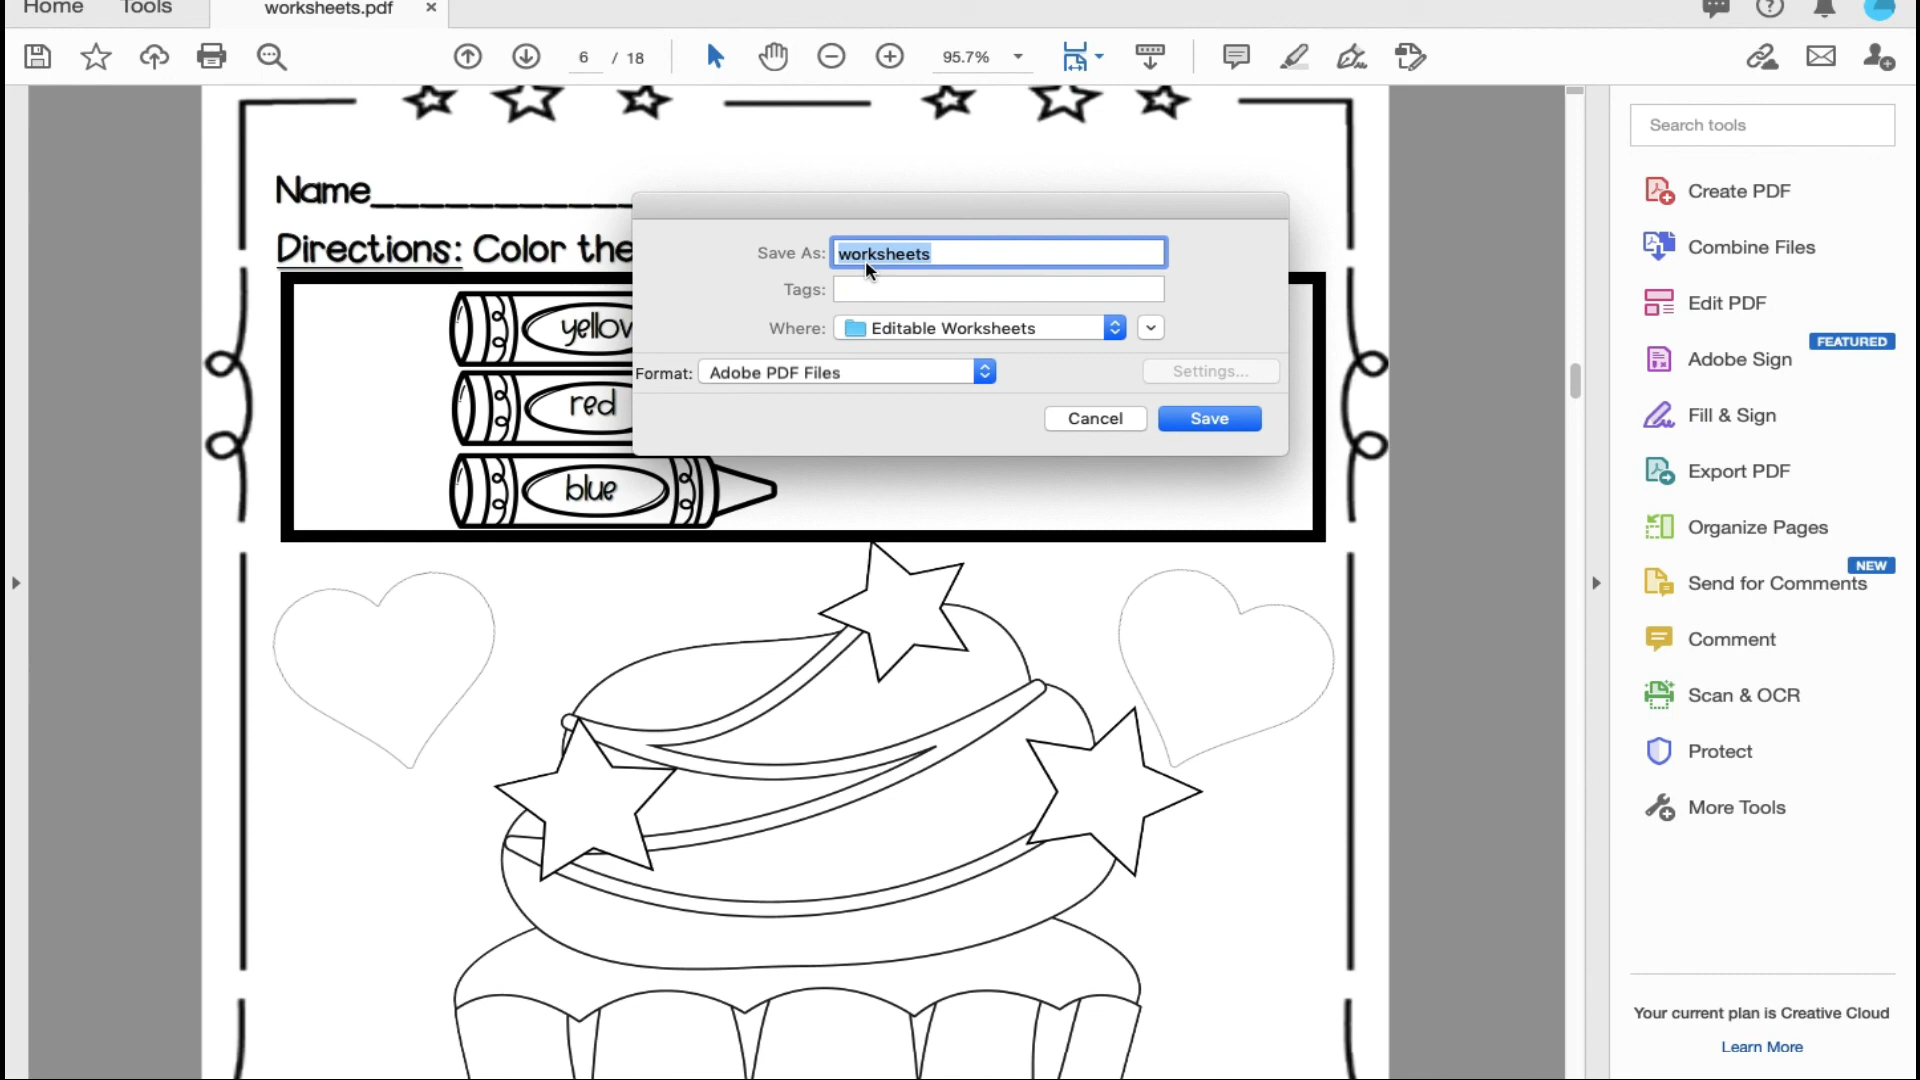 Home Tools worksheets.pdf ×
6 / 18 95.7%
Name____________
Directions: Color the
yellow
red
blue
Save As: worksheets
Tags:
Where: Editable Worksheets
Format: Adobe PDF Files Settings...
Cancel Save
Search tools
Create PDF
Combine Files
Edit PDF
FEATURED
Adobe Sign
Fill & Sign
Export PDF
Organize Pages
NEW
Send for Comments
Comment
Scan & OCR
Protect
More Tools
Your current plan is Creative Cloud
Learn More